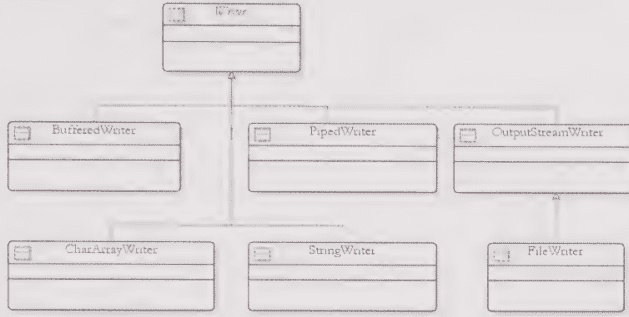 Writer
BufferedWriter
PipedWriter
OutputStreamWriter
CharArrayWriter
StringWriter
FileWriter